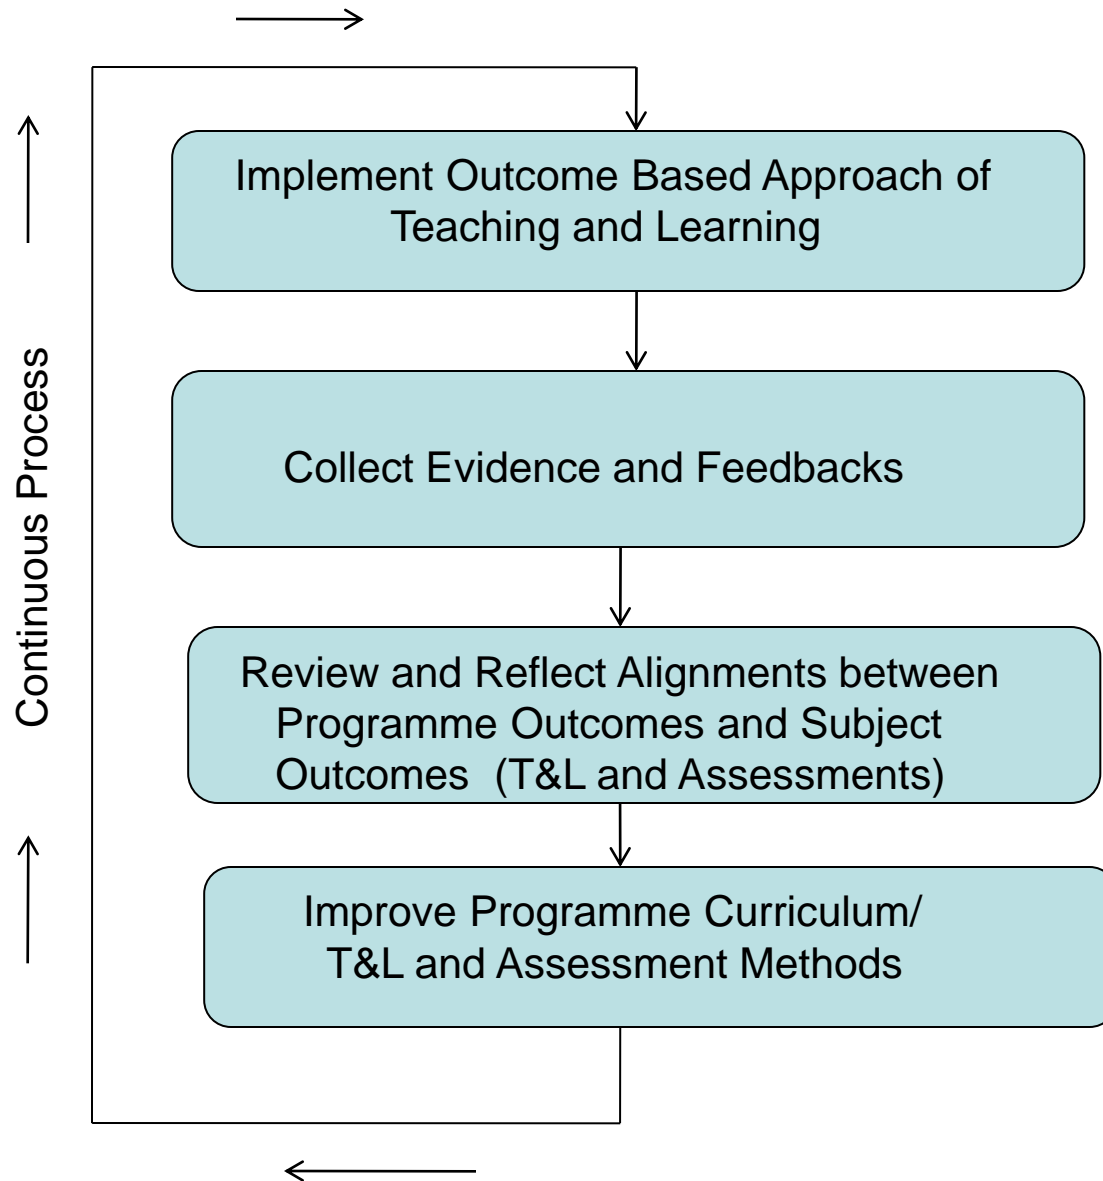 Implement Outcome Based Approach of
Teaching and Learning
Continuous Process
Collect Evidence and Feedbacks
Review and Reflect Alignments between
Programme Outcomes and Subject
Outcomes  (T&L and Assessments)
Improve Programme Curriculum/
T&L and Assessment Methods